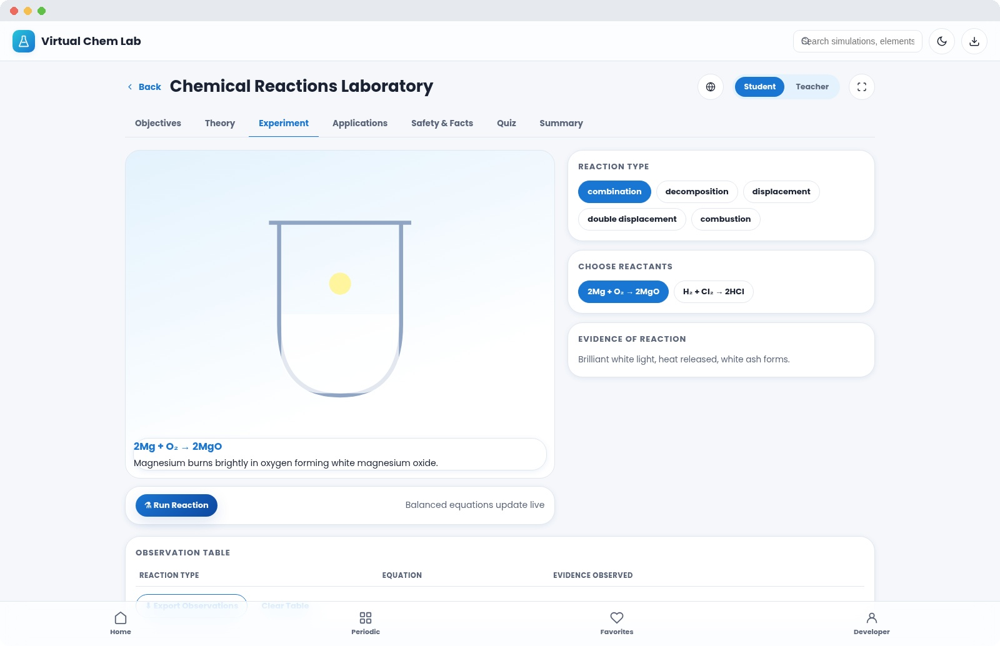 Virtual Chem Lab
Search simulations, elements
Back
Chemical Reactions Laboratory
Student
Teacher
Objectives
Theory
Experiment
Applications
Safety & Facts
Quiz
Summary
2Mg + O₂ → 2MgO
Magnesium burns brightly in oxygen forming white magnesium oxide.
⚗ Run Reaction
Balanced equations update live
REACTION TYPE
combination
decomposition
displacement
double displacement
combustion
CHOOSE REACTANTS
2Mg + O₂ → 2MgO
H₂ + Cl₂ → 2HCl
EVIDENCE OF REACTION
Brilliant white light, heat released, white ash forms.
OBSERVATION TABLE
REACTION TYPE
EQUATION
EVIDENCE OBSERVED
⬇ Export Observations
Clear Table
Home
Periodic
Favorites
Developer